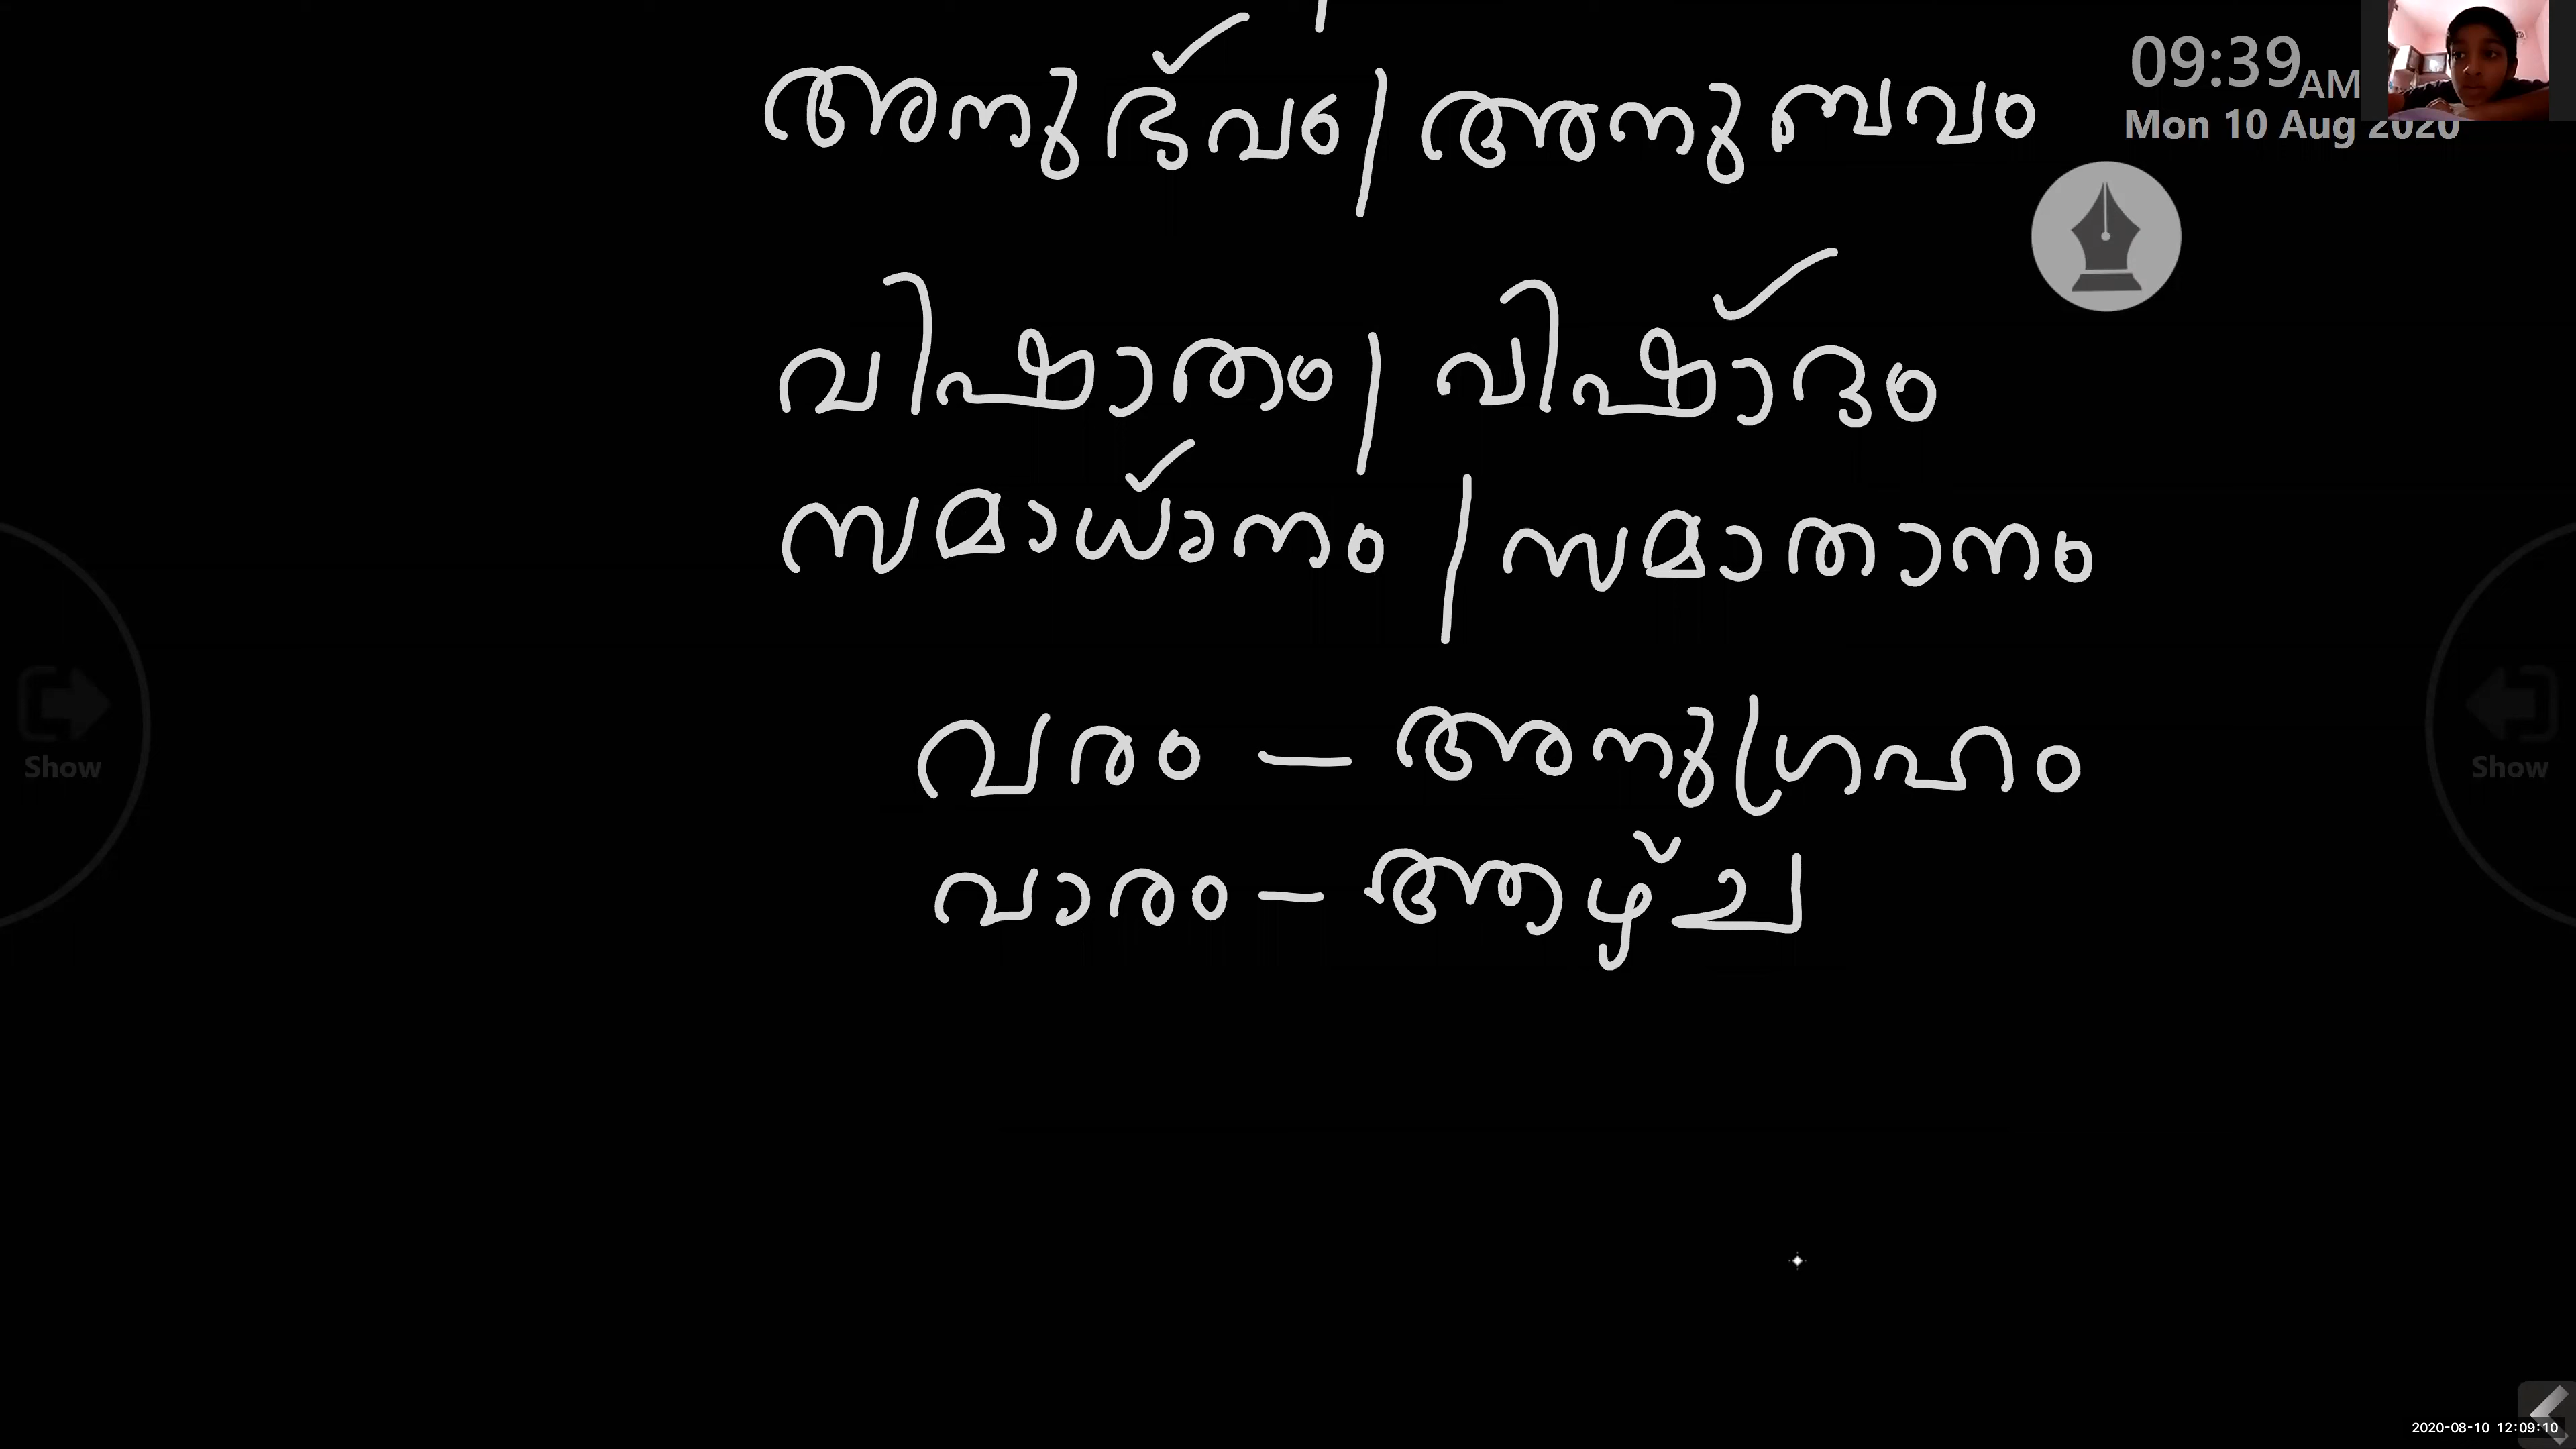 09:39 AM
Mon 10 Aug 2020
അനുഭവം / അനുബവം
വിഷാതം / വിഷാദം
സമാധാനം / സമാതാനം
Show
Show
വരം – അനുഗ്രഹം
വാരം – ആഴ്ച
2020-08-10 12:09:10